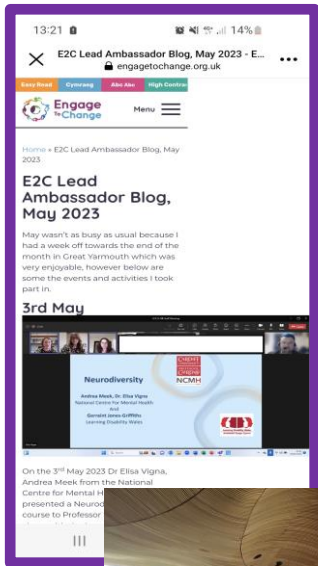 13:21
14%
E2C Lead Ambassador Blog, May 2023 - E...
engagetochange.org.uk
Easy Read Cymraeg Abc Abc High Contras
Engage
To Change
Menu
Home » E2C Lead Ambassador Blog, May
2023
E2C Lead
Ambassador Blog,
May 2023
May wasn't as busy as usual because I
had a week off towards the end of the
month in Great Yarmouth which was
very enjoyable, however below are
some the events and activities I took
part in.
3rd May
Neurodiversity
NCMH
Andrea Meek, Dr. Elisa Vigna
National Centre for Mental Health
And
Gerraint Jones Griffiths
Learning Disability Wales
On the 3rd May 2023 Dr Elisa Vigna,
Andrea Meek from the National
Centre for Mental H
presented a Neurod
course to Professor